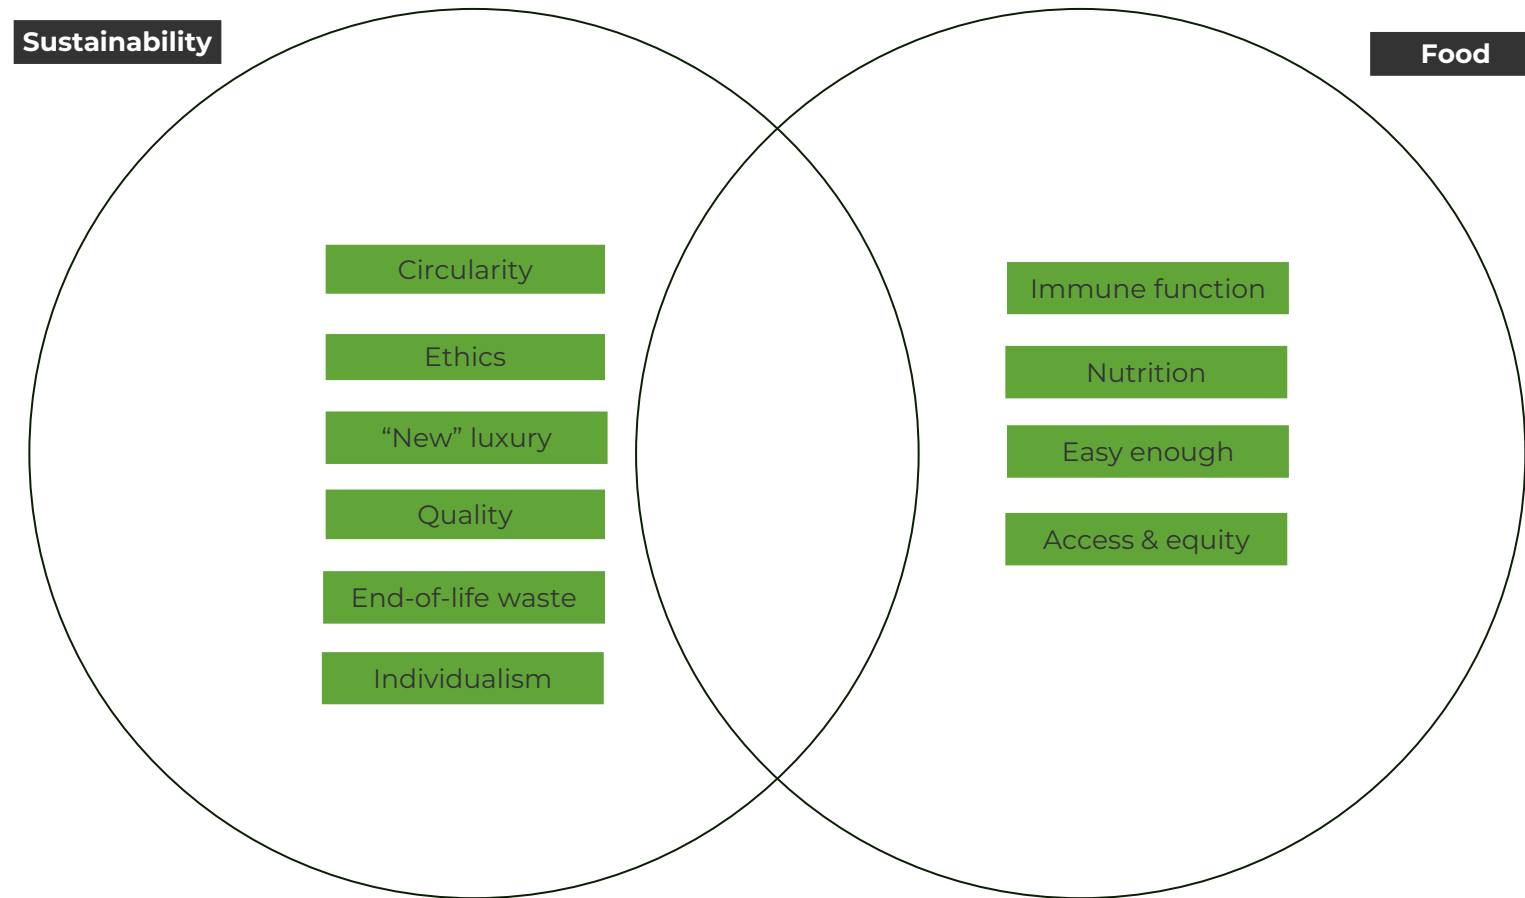 Sustainability
Food
Circularity
Ethics
“New” luxury
Quality
End-of-life waste
Individualism
Immune function
Nutrition
Easy enough
Access & equity